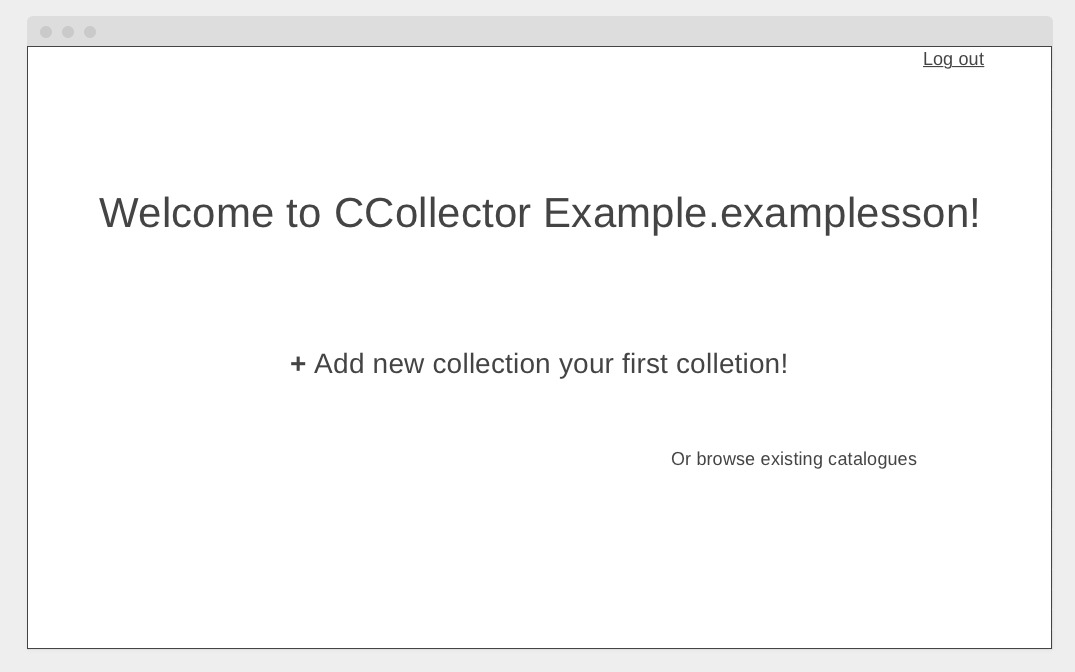 Log out
Welcome to CCollector Example.examplesson!
+ Add new collection your first colletion!
Or browse existing catalogues